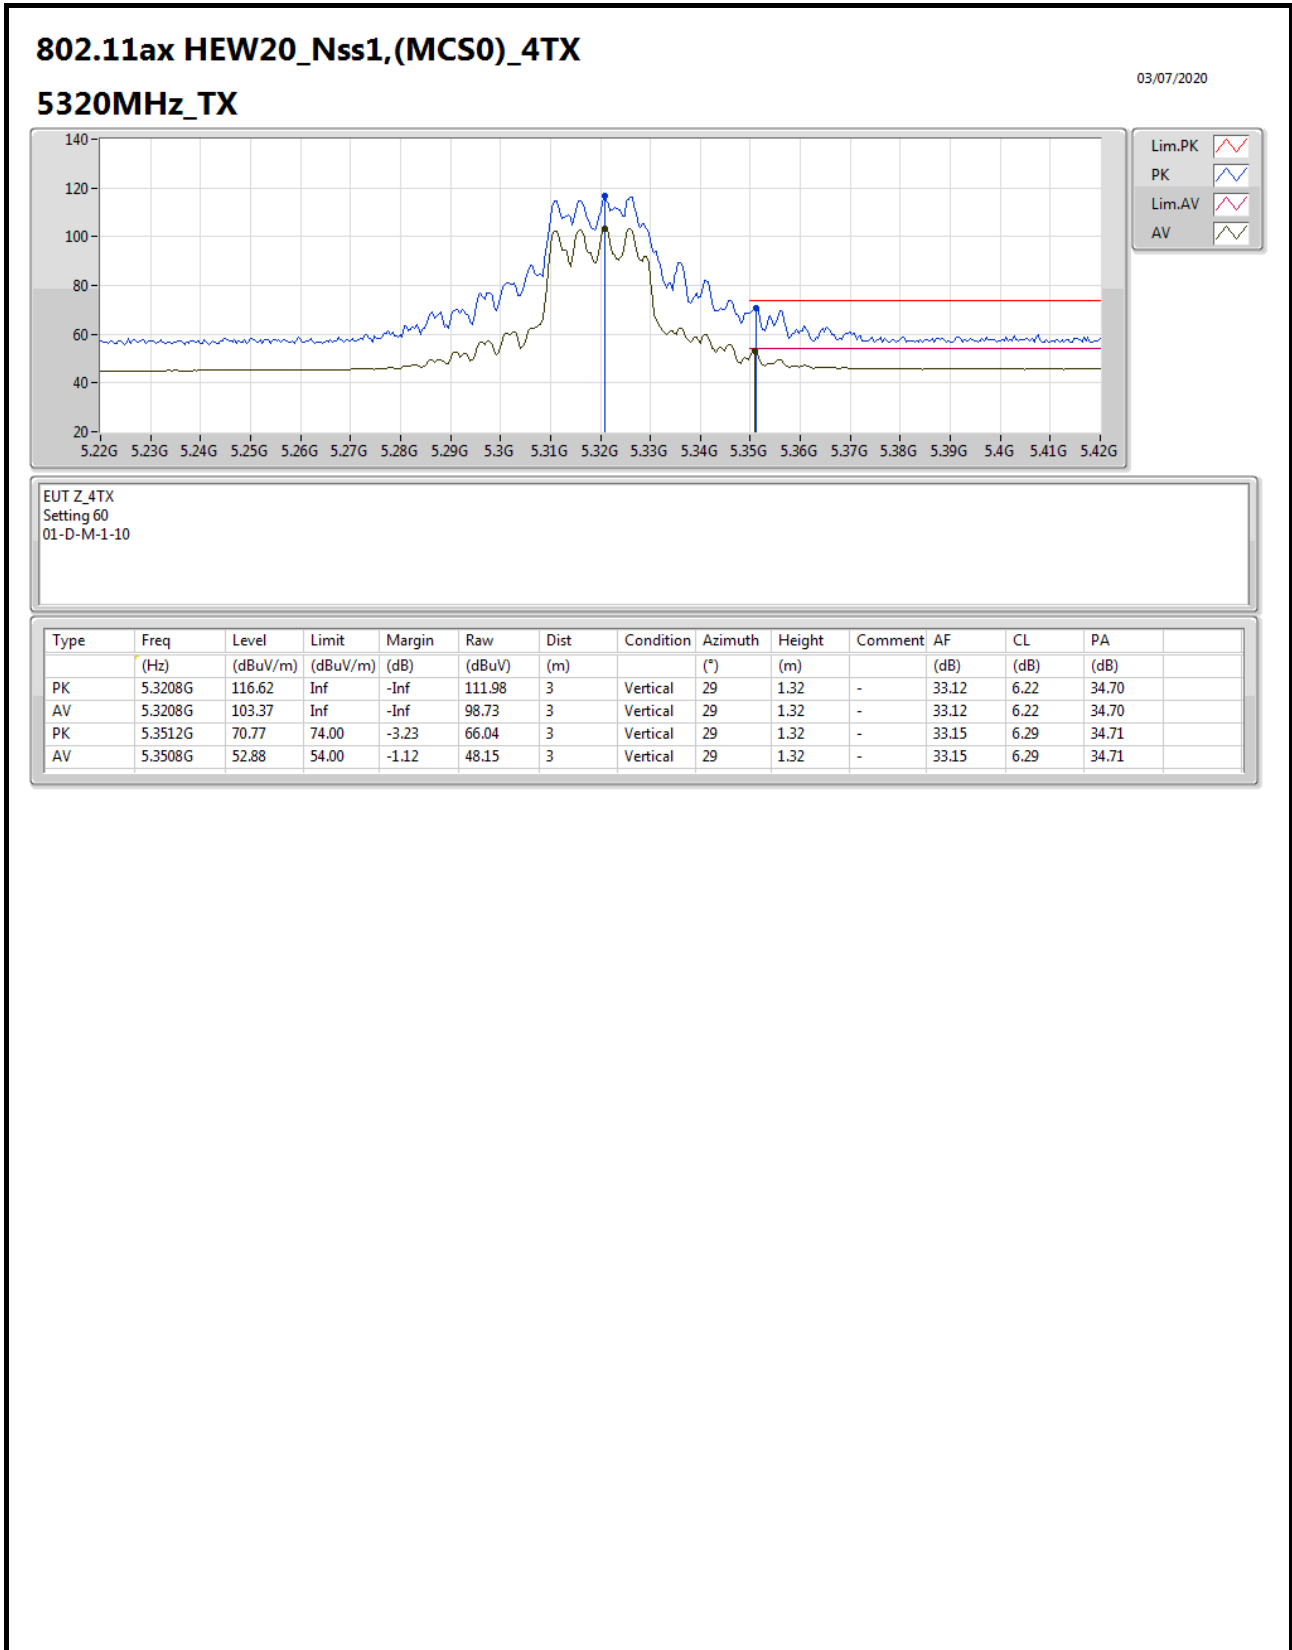 802.11ax HEW20_Nss1,(MCS0)_4TX
03/07/2020
5320MHz_TX
140
120
100
80
60
40
20
5.22G 5.23G 5.24G 5.25G 5.26G 5.27G 5.28G 5.29G 5.3G 5.31G 5.32G 5.33G 5.34G 5.35G 5.36G 5.37G 5.38G 5.39G 5.4G 5.41G 5.42G
Lim.PK
PK
Lim.AV
AV
EUT Z_4TX
Setting 60
01-D-M-1-10
Type Freq Level Limit Margin Raw Dist Condition Azimuth Height Comment AF CL PA
(Hz) (dBuV/m) (dBuV/m) (dB) (dBuV) (m) (°) (m) (dB) (dB) (dB)
PK 5.3208G 116.62 Inf -Inf 111.98 3 Vertical 29 1.32 - 33.12 6.22 34.70
AV 5.3208G 103.37 Inf -Inf 98.73 3 Vertical 29 1.32 - 33.12 6.22 34.70
PK 5.3512G 70.77 74.00 -3.23 66.04 3 Vertical 29 1.32 - 33.15 6.29 34.71
AV 5.3508G 52.88 54.00 -1.12 48.15 3 Vertical 29 1.32 - 33.15 6.29 34.71